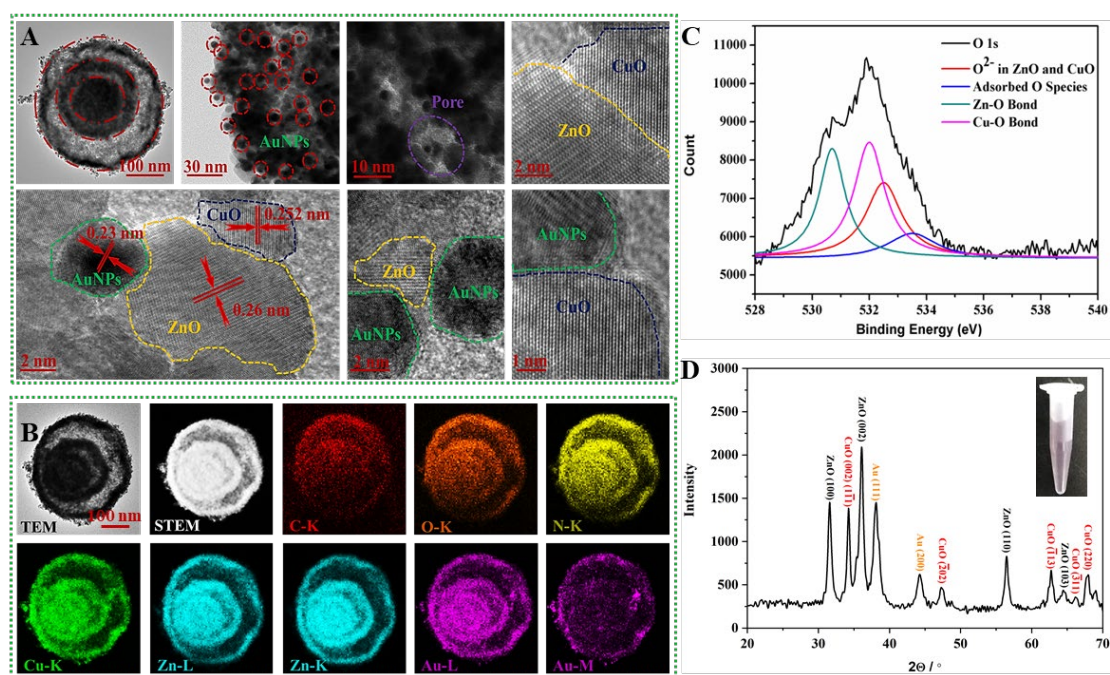 A
100 nm
30 nm
AuNPs
Pore
10 nm
CuO
ZnO
2 nm
0.23 nm
AuNPs
CuO
0.252 nm
ZnO
0.26 nm
2 nm
ZnO
AuNPs
AuNPs
2 nm
AuNPs
CuO
1 nm
B
TEM
100 nm
STEM
C-K
O-K
N-K
Cu-K
Zn-L
Zn-K
Au-L
Au-M
C
O 1s
O²⁻ in ZnO and CuO
Adsorbed O Species
Zn-O Bond
Cu-O Bond
Count
11000
10000
9000
8000
7000
6000
5000
528 530 532 534 536 538 540
Binding Energy (eV)
D
Intensity
3000
2500
2000
1500
1000
500
0
ZnO (100)
CuO (002) (11̄1)
ZnO (002)
Au (111)
Au (200)
CuO (2̄02)
ZnO (110)
CuO (1̄13)
ZnO (103)
CuO (3̄11)
CuO (220)
20 30 40 50 60 70
2Θ / °